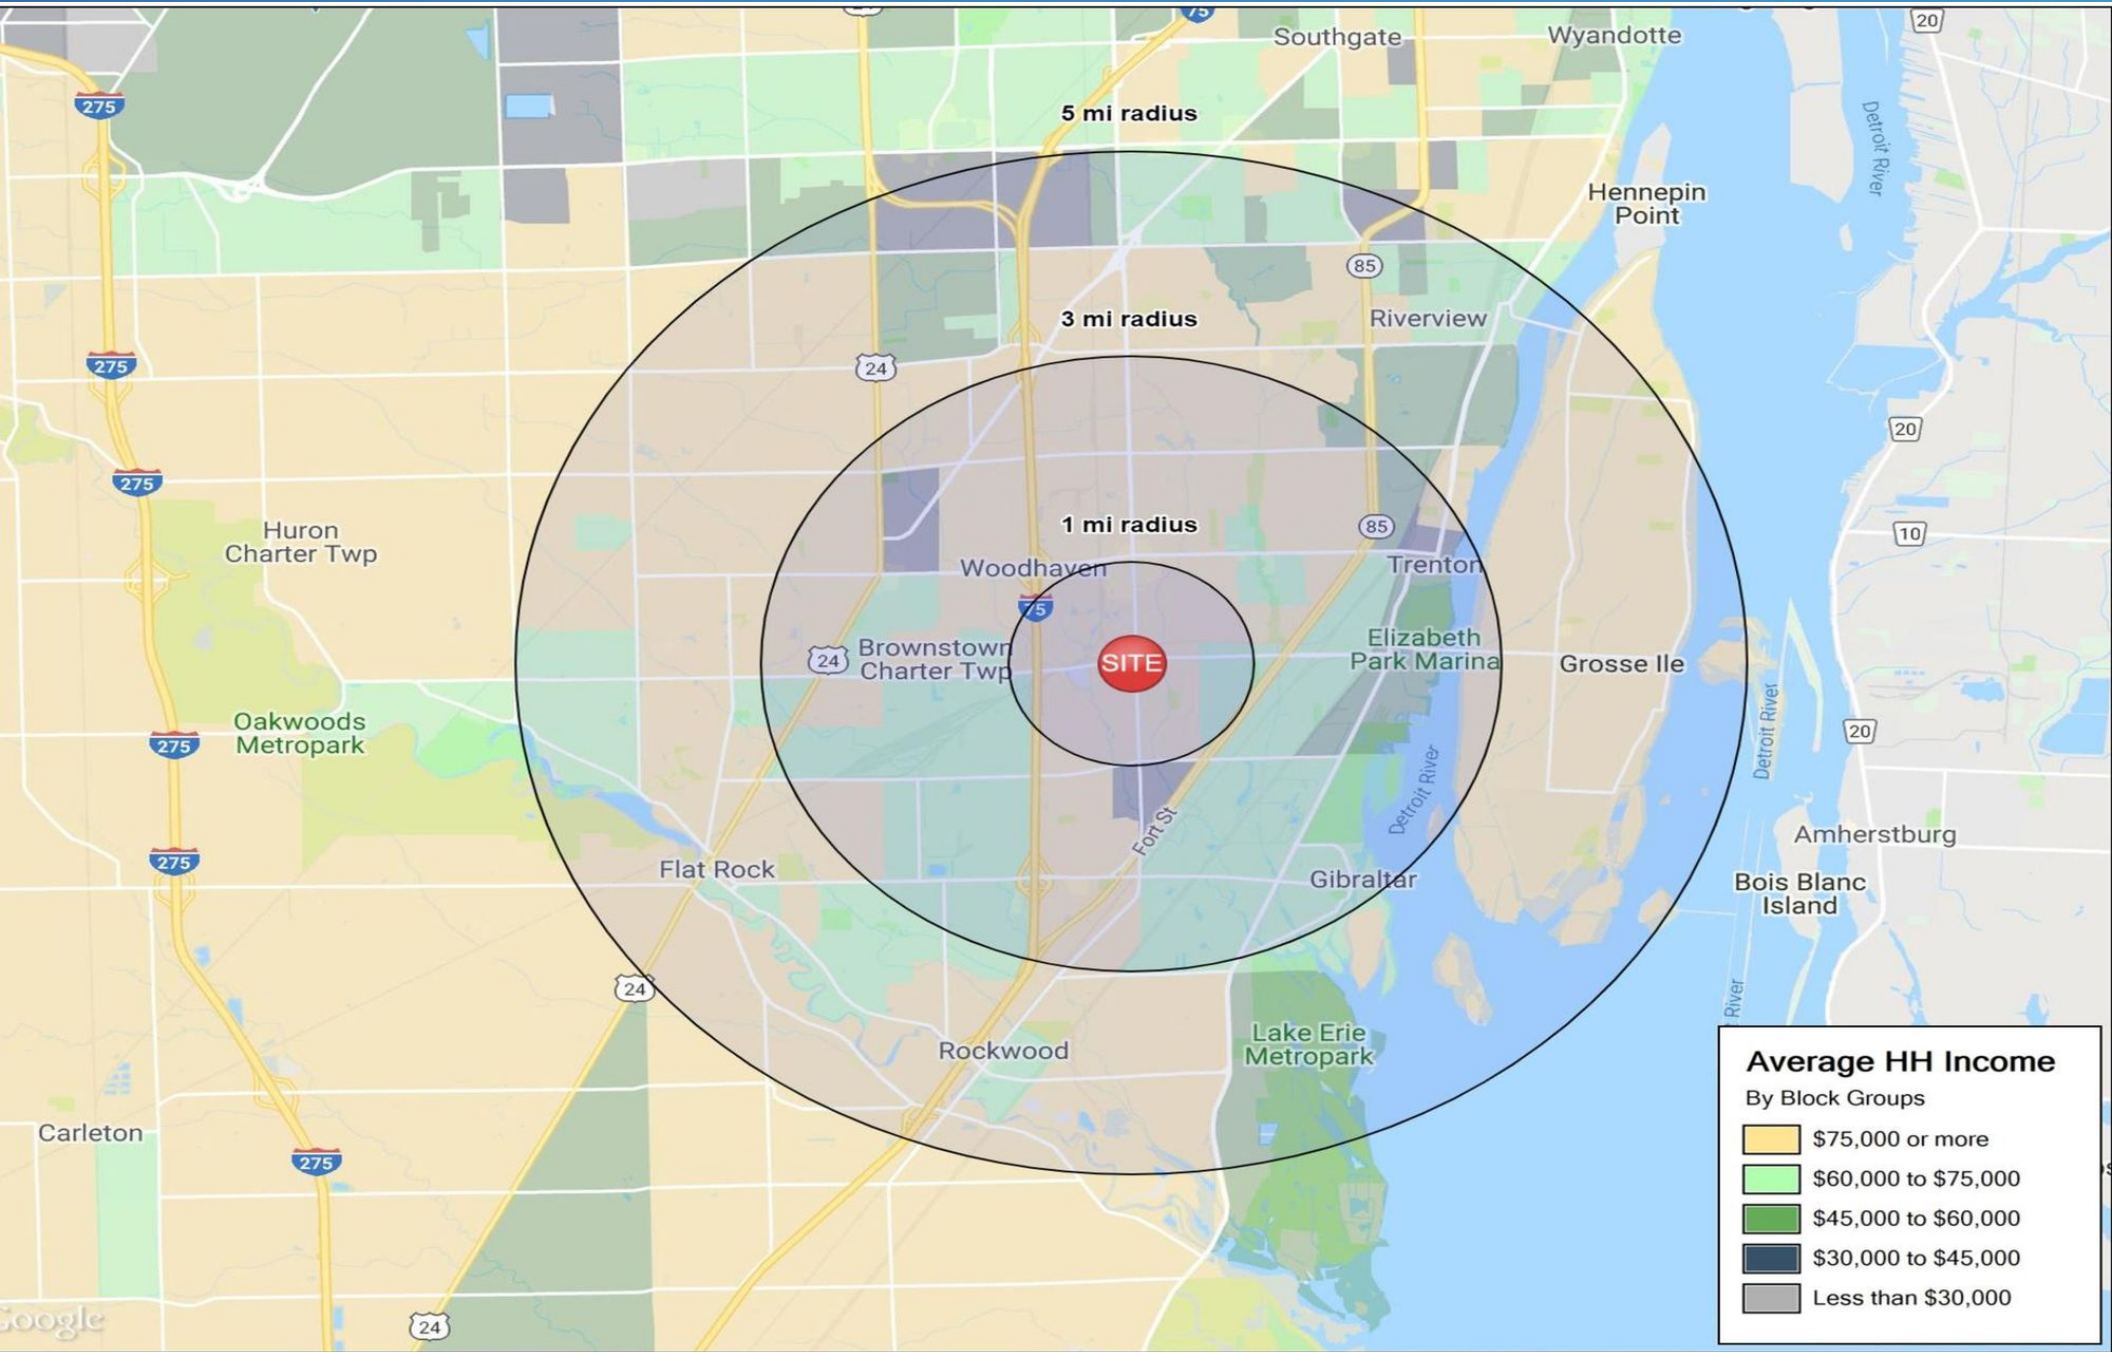 75
Southgate
Wyandotte
20
275
5 mi radius
Detroit River
Hennepin
Point
85
3 mi radius
Riverview
275
24
20
275
1 mi radius
85
10
Huron
Charter Twp
Woodhaven
Trenton
75
Brownstown
Charter Twp
24
SITE
Elizabeth
Park Marina
Grosse Ile
Oakwoods
Metropark
275
20
Detroit River
Detroit River
Fort St
Amherstburg
275
Flat Rock
Gibraltar
Bois Blanc
Island
24
River
Lake Erie
Metropark
Rockwood
Carleton
275
Average HH Income
By Block Groups
$75,000 or more
$60,000 to $75,000
$45,000 to $60,000
$30,000 to $45,000
Less than $30,000
Google
24